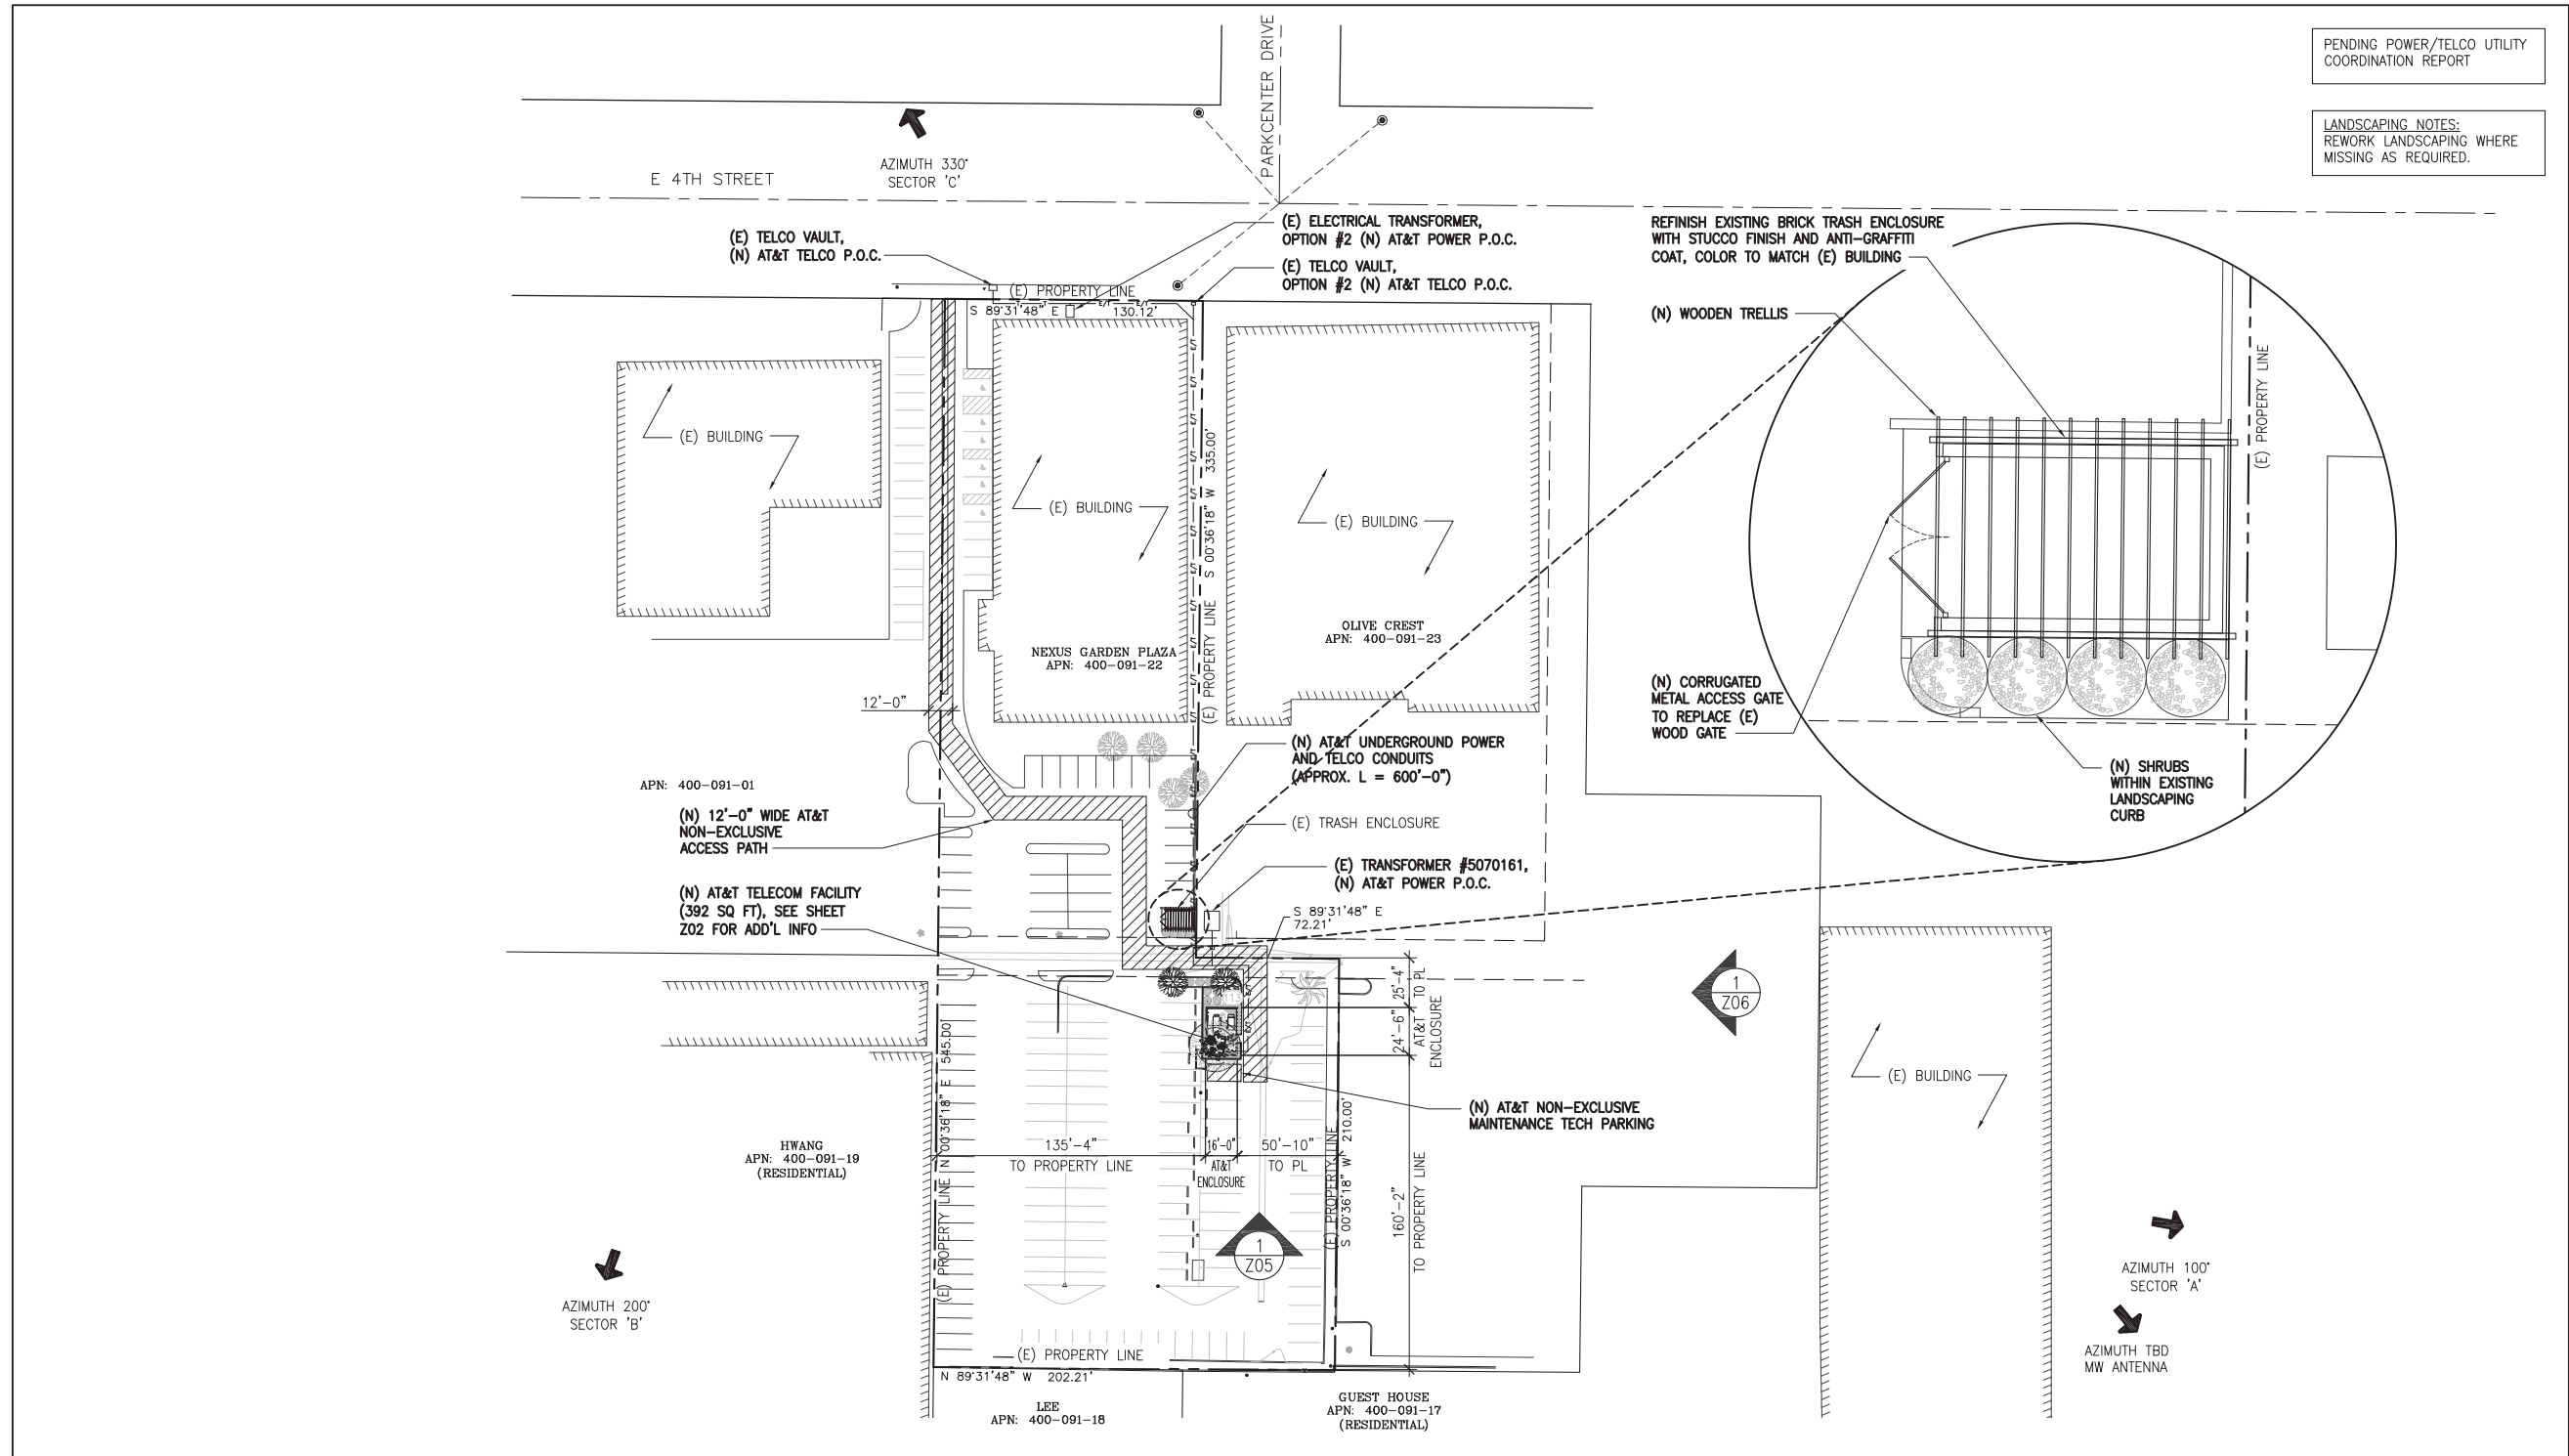 PENDING POWER/TELCO UTILITY
COORDINATION REPORT
LANDSCAPING NOTES:
REWORK LANDSCAPING WHERE
MISSING AS REQUIRED.
PARKCENTER DRIVE
AZIMUTH 330°
SECTOR 'C'
E 4TH STREET
(E) TELCO VAULT,
(N) AT&T TELCO P.O.C.
(E) ELECTRICAL TRANSFORMER,
OPTION #2 (N) AT&T POWER P.O.C.
(E) TELCO VAULT,
OPTION #2 (N) AT&T TELCO P.O.C.
(E) PROPERTY LINE
S 89°31'48" E
130.12'
REFINISH EXISTING BRICK TRASH ENCLOSURE
WITH STUCCO FINISH AND ANTI-GRAFFITI
COAT, COLOR TO MATCH (E) BUILDING
(N) WOODEN TRELLIS
(E) PROPERTY LINE
(N) CORRUGATED
METAL ACCESS GATE
TO REPLACE (E)
WOOD GATE
(N) SHRUBS
WITHIN EXISTING
LANDSCAPING
CURB
(E) BUILDING
(E) BUILDING
(E) BUILDING
(E) PROPERTY LINE S 00°36'18" W 335.00'
NEXUS GARDEN PLAZA
APN: 400-091-22
OLIVE CREST
APN: 400-091-23
12'-0"
APN: 400-091-01
(N) 12'-0" WIDE AT&T
NON-EXCLUSIVE
ACCESS PATH
(N) AT&T TELECOM FACILITY
(392 SQ FT), SEE SHEET
Z02 FOR ADD'L INFO
(N) AT&T UNDERGROUND POWER
AND TELCO CONDUITS
(APPROX. L = 600'-0")
(E) TRASH ENCLOSURE
(E) TRANSFORMER #5070161,
(N) AT&T POWER P.O.C.
S 89°31'48" E
72.21'
25'-4"
TO PL
24'-6"
AT&T
ENCLOSURE
160'-2"
TO PROPERTY LINE
1
Z06
(E) BUILDING
(N) AT&T NON-EXCLUSIVE
MAINTENANCE TECH PARKING
HWANG
APN: 400-091-19
(RESIDENTIAL)
(E) PROPERTY LINE N 00°36'18" E 545.00'
135'-4"
TO PROPERTY LINE
16'-0"
AT&T
ENCLOSURE
50'-10"
TO PL
(E) PROPERTY LINE
S 00°36'18" W 210.00'
1
Z05
AZIMUTH 200°
SECTOR 'B'
AZIMUTH 100°
SECTOR 'A'
AZIMUTH TBD
MW ANTENNA
(E) PROPERTY LINE
N 89°31'48" W 202.21'
LEE
APN: 400-091-18
GUEST HOUSE
APN: 400-091-17
(RESIDENTIAL)